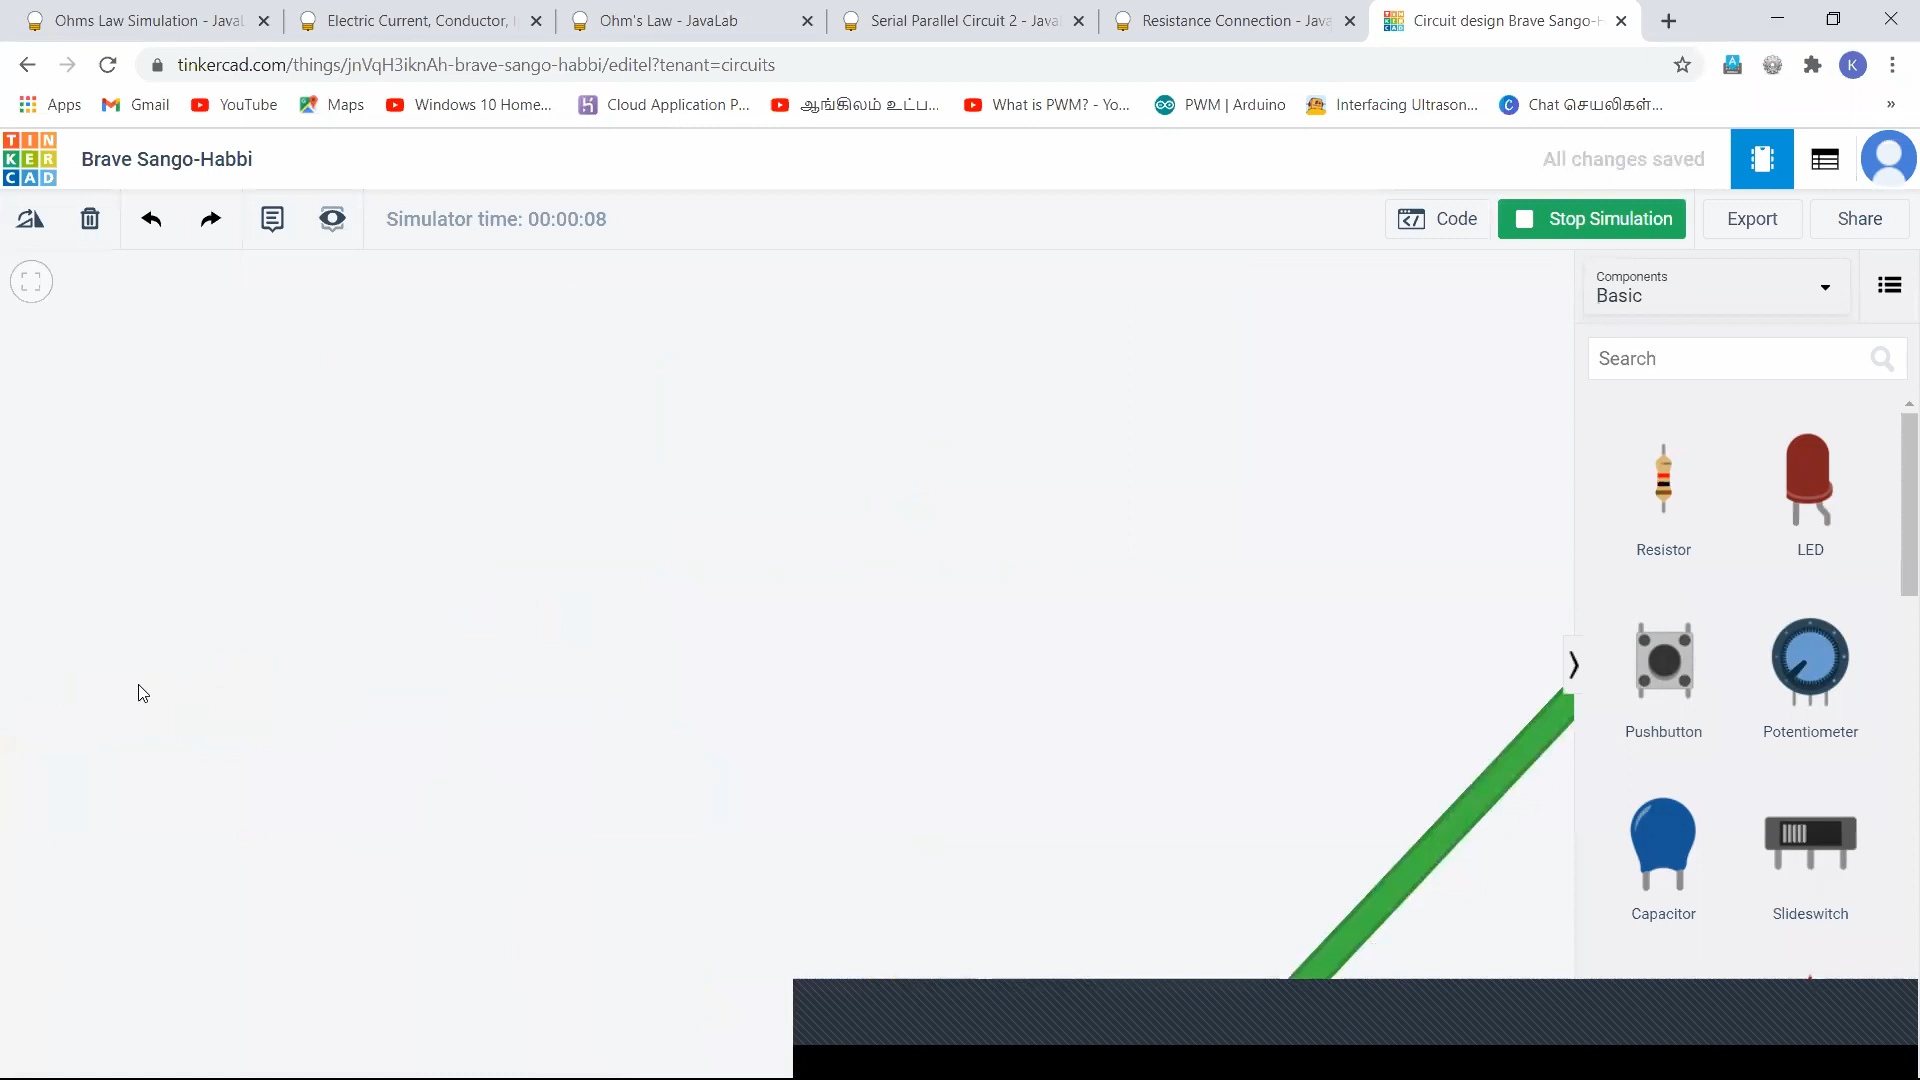 Ohms Law Simulation - JavaL
Electric Current, Conductor, I
Ohm's Law - JavaLab
Serial Parallel Circuit 2 - Java
Resistance Connection - Java
Circuit design Brave Sango-H
tinkercad.com/things/jnVqH3iknAh-brave-sango-habbi/editel?tenant=circuits
K
Apps
Gmail
YouTube
Maps
Windows 10 Home...
Cloud Application P...
ஆங்கிலம் உட்ப...
What is PWM? - Yo...
PWM | Arduino
Interfacing Ultrason...
Chat செயலிகள்...
»
TIN
KER
CAD
Brave Sango-Habbi
All changes saved
Simulator time: 00:00:08
Code
Stop Simulation
Export
Share
Components
Basic
Search
Resistor
LED
Pushbutton
Potentiometer
Capacitor
Slideswitch